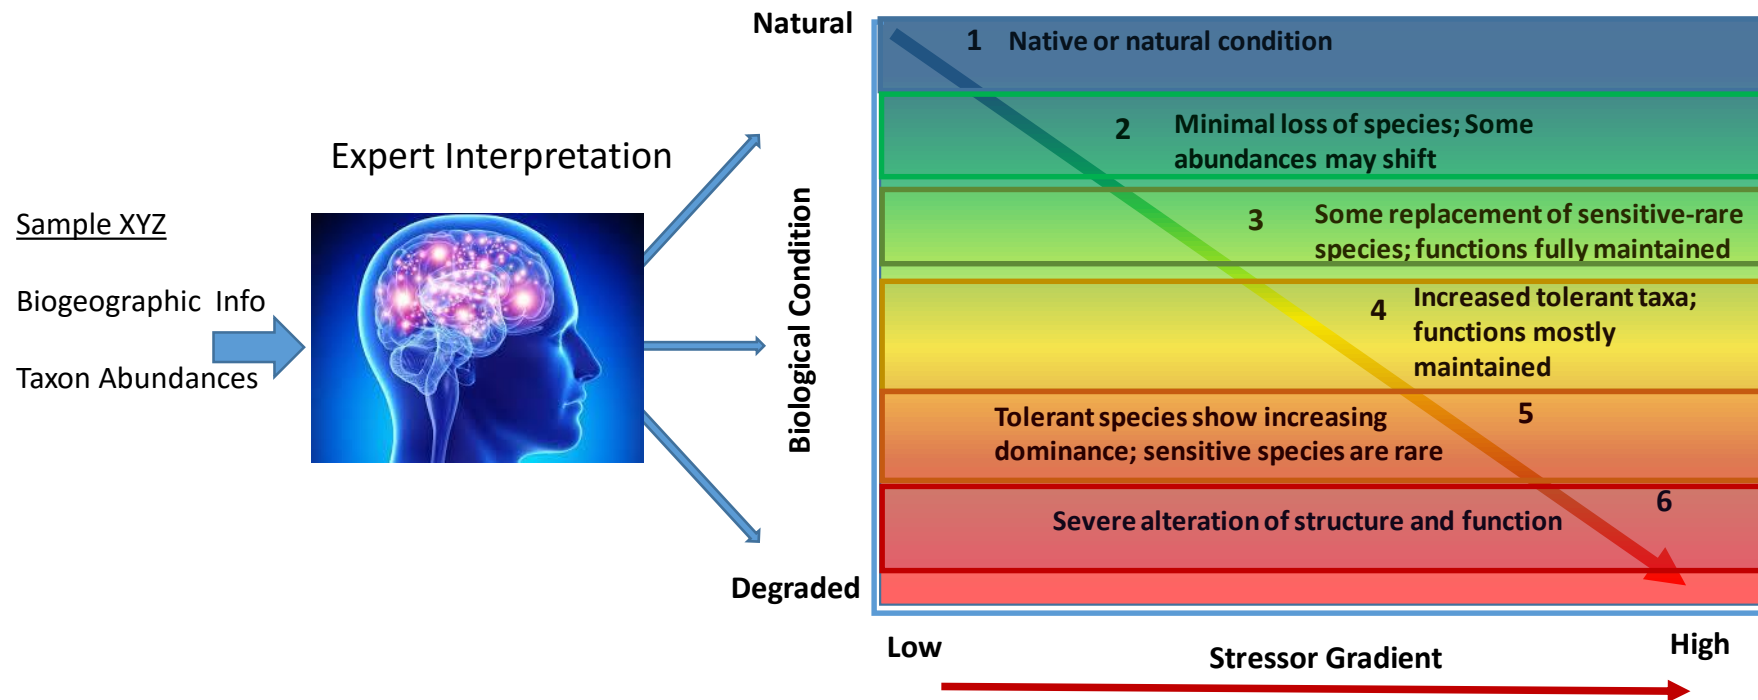 Sample XYZ
Biogeographic Info
Taxon Abundances
Expert Interpretation
Natural
Biological Condition
Degraded
1 Native or natural condition
2 Minimal loss of species; Some
abundances may shift
3 Some replacement of sensitive-rare
species; functions fully maintained
4 Increased tolerant taxa;
functions mostly
maintained
5
Tolerant species show increasing
dominance; sensitive species are rare
6
Severe alteration of structure and function
Low
Stressor Gradient
High